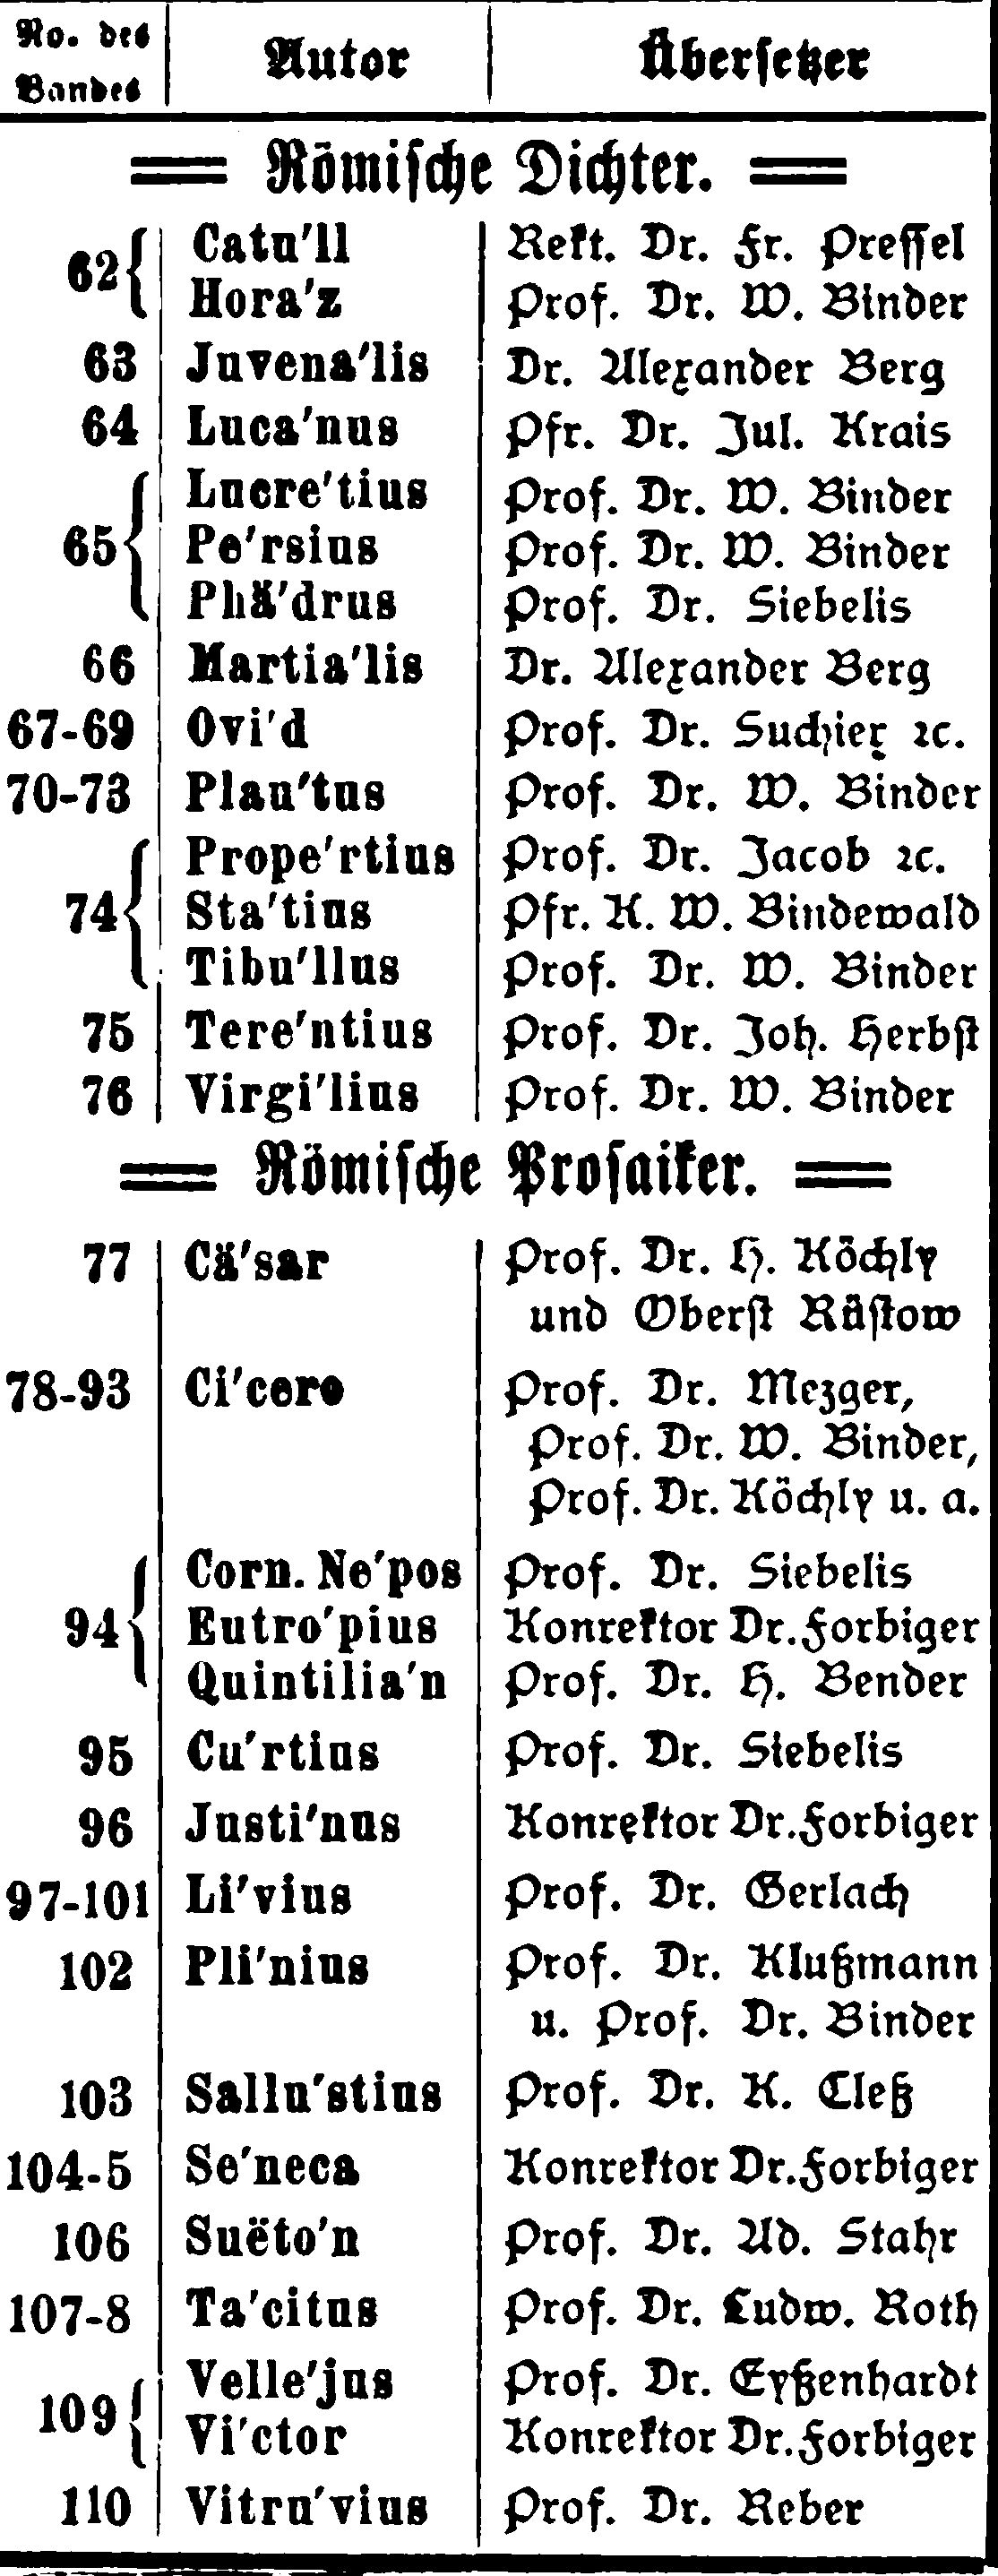 No. des Bandes | Autor | Übersetzer
Römische Dichter.
62 { Catu'll | Rekt. Dr. Fr. Pressel
Hora'z | Prof. Dr. W. Binder
63 | Juvena'lis | Dr. Alexander Berg
64 | Luca'nus | Pfr. Dr. Jul. Krais
Lucre'tius | Prof. Dr. W. Binder
65 { Pe'rsius | Prof. Dr. W. Binder
Phä'drus | Prof. Dr. Siebelis
66 | Martia'lis | Dr. Alexander Berg
67-69 | Ovi'd | Prof. Dr. Suchier ꝛc.
70-73 | Plau'tus | Prof. Dr. W. Binder
Prope'rtius | Prof. Dr. Jacob ꝛc.
74 { Sta'tius | Pfr. K. W. Bindewald
Tibu'llus | Prof. Dr. W. Binder
75 | Tere'ntius | Prof. Dr. Joh. Herbst
76 | Virgi'lius | Prof. Dr. W. Binder
Römische Prosaiker.
77 | Cä'sar | Prof. Dr. H. Köchly
und Oberst Rüstow
78-93 | Ci'cero | Prof. Dr. Mezger,
Prof. Dr. W. Binder,
Prof. Dr. Köchly u. a.
Corn. Ne'pos | Prof. Dr. Siebelis
94 { Eutro'pius | Konrektor Dr. Forbiger
Quintilia'n | Prof. Dr. H. Bender
95 | Cu'rtius | Prof. Dr. Siebelis
96 | Justi'nus | Konrektor Dr. Forbiger
97-101 | Li'vius | Prof. Dr. Gerlach
102 | Pli'nius | Prof. Dr. Klußmann
u. Prof. Dr. Binder
103 | Sallu'stius | Prof. Dr. K. Cleß
104-5 | Se'neca | Konrektor Dr. Forbiger
106 | Suëto'n | Prof. Dr. Ad. Stahr
107-8 | Ta'citus | Prof. Dr. Ludw. Roth
109 { Velle'jus | Prof. Dr. Eyßenhardt
Vi'ctor | Konrektor Dr. Forbiger
110 | Vitru'vius | Prof. Dr. Reber